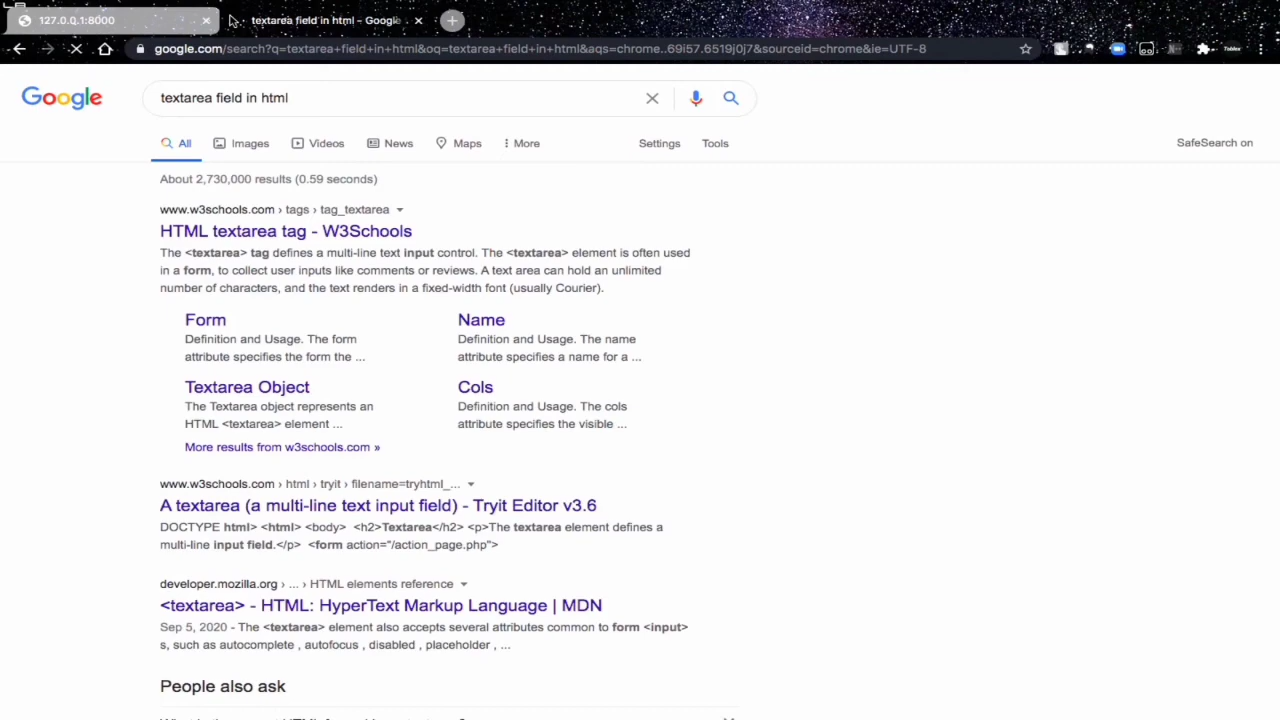 127.0.0.1:8000
textarea field in html - Google
google.com/search?q=textarea+field+in+html&oq=textarea+field+in+html&aqs=chrome..69i57.6519j0j7&sourceid=chrome&ie=UTF-8
Google
textarea field in html
All Images Videos News Maps More Settings Tools
SafeSearch on
About 2,730,000 results (0.59 seconds)
www.w3schools.com › tags › tag_textarea
HTML textarea tag - W3Schools
The <textarea> tag defines a multi-line text input control. The <textarea> element is often used
in a form, to collect user inputs like comments or reviews. A text area can hold an unlimited
number of characters, and the text renders in a fixed-width font (usually Courier).
Form
Definition and Usage. The form
attribute specifies the form the ...
Name
Definition and Usage. The name
attribute specifies a name for a ...
Textarea Object
The Textarea object represents an
HTML <textarea> element ...
Cols
Definition and Usage. The cols
attribute specifies the visible ...
More results from w3schools.com »
www.w3schools.com › html › tryit › filename=tryhtml_...
A textarea (a multi-line text input field) - Tryit Editor v3.6
DOCTYPE html> <html> <body> <h2>Textarea</h2> <p>The textarea element defines a
multi-line input field.</p> <form action="/action_page.php">
developer.mozilla.org › ... › HTML elements reference
<textarea> - HTML: HyperText Markup Language | MDN
Sep 5, 2020 - The <textarea> element also accepts several attributes common to form <input>
s, such as autocomplete , autofocus , disabled , placeholder , ...
People also ask